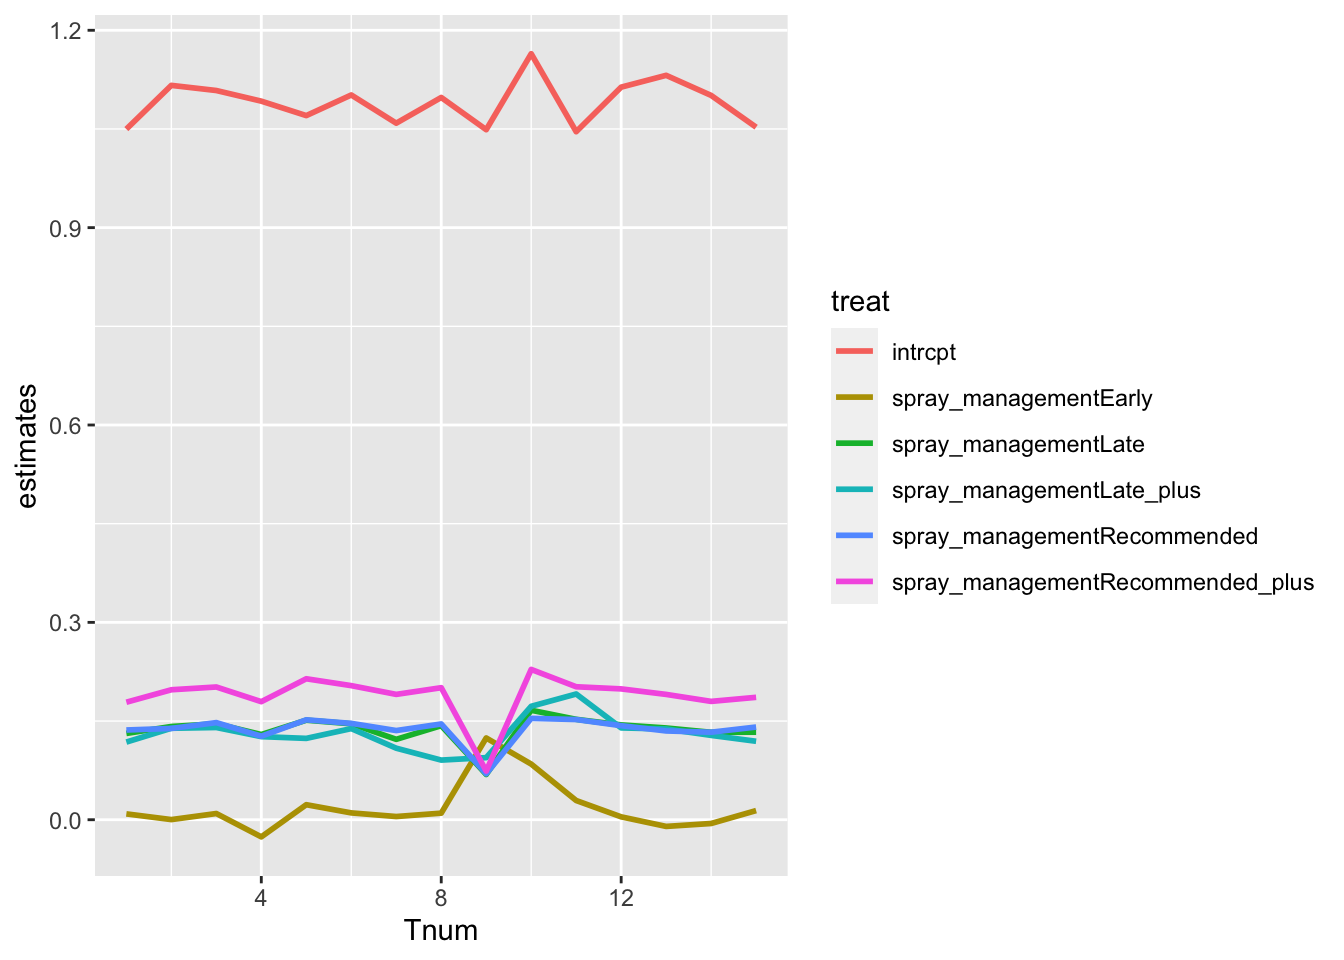 1.2
0.9
0.6
0.3
0.0
estimates
4 8 12
Tnum
treat
intrcpt
spray_managementEarly
spray_managementLate
spray_managementLate_plus
spray_managementRecommended
spray_managementRecommended_plus